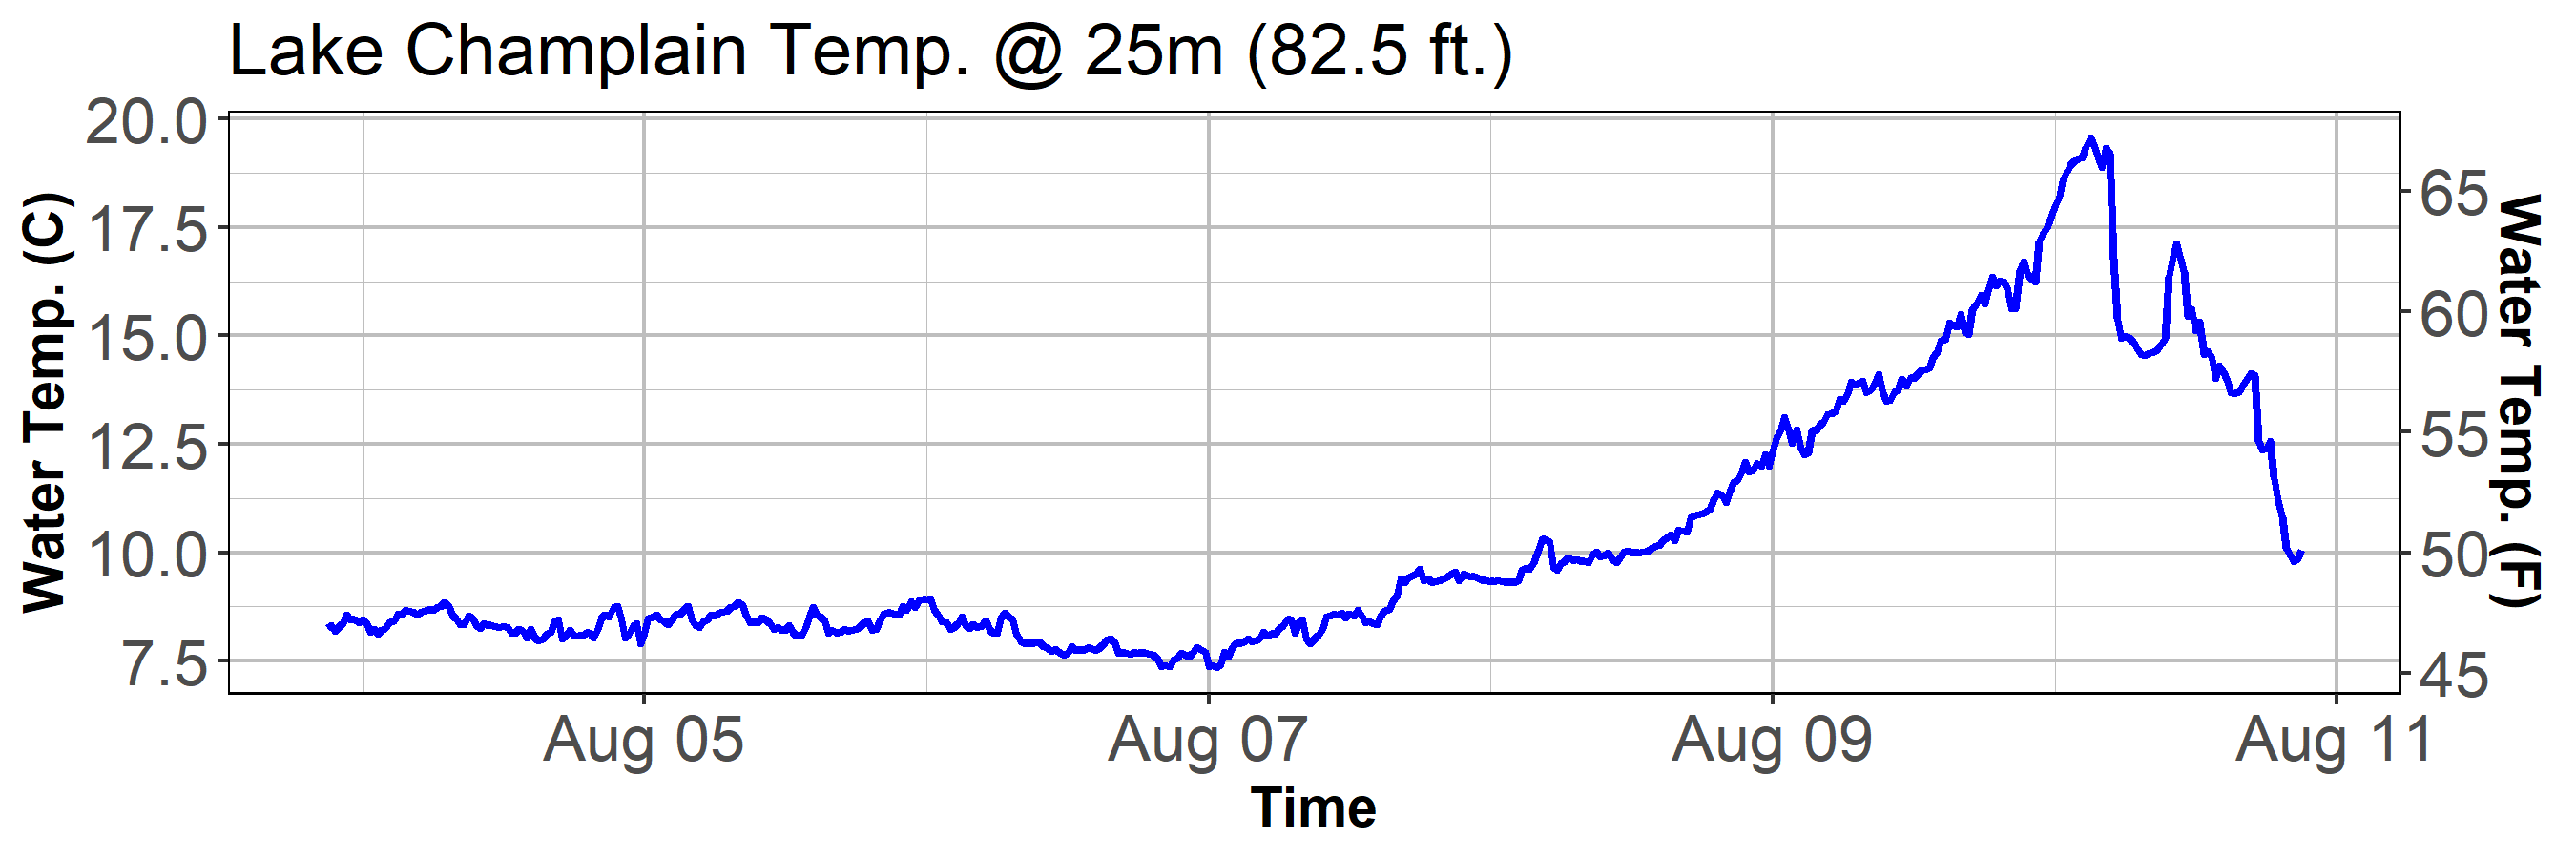 Lake Champlain Temp. @ 25m (82.5 ft.)
Water Temp. (C)
20.0
17.5
15.0
12.5
10.0
7.5
65
60
55
50
45
Water Temp. (F)
Aug 05 Aug 07 Aug 09 Aug 11
Time